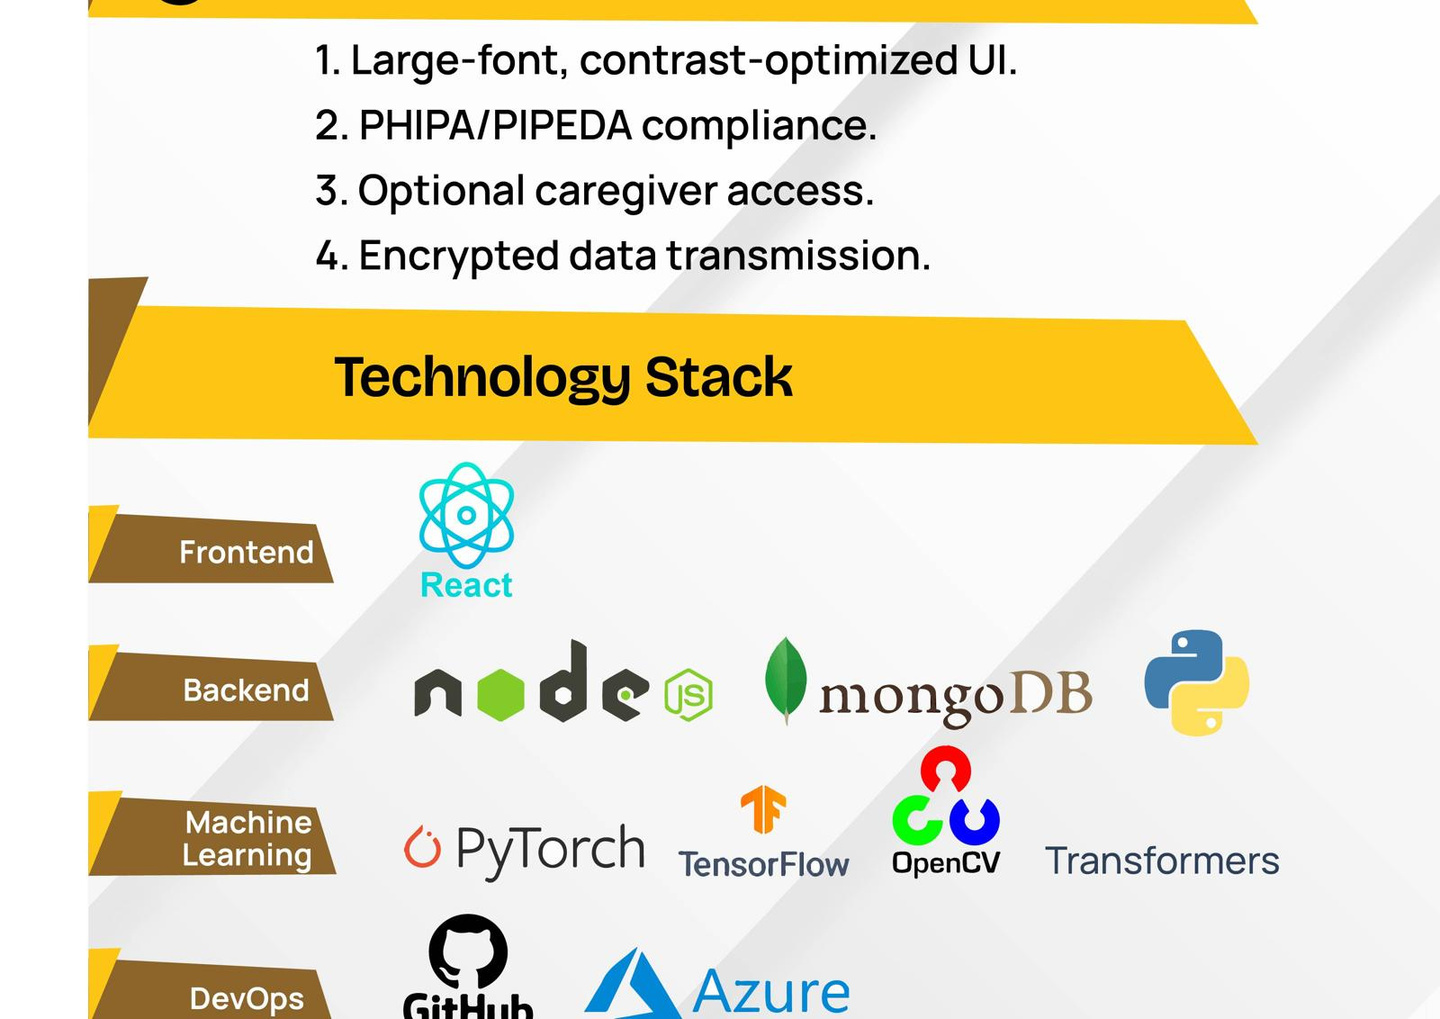 1. Large-font, contrast-optimized UI.
2. PHIPA/PIPEDA compliance.
3. Optional caregiver access.
4. Encrypted data transmission.
Technology Stack
Frontend
React
Backend
node JS
mongoDB
Machine
Learning
PyTorch
TensorFlow
OpenCV
Transformers
DevOps
GitHub
Azure